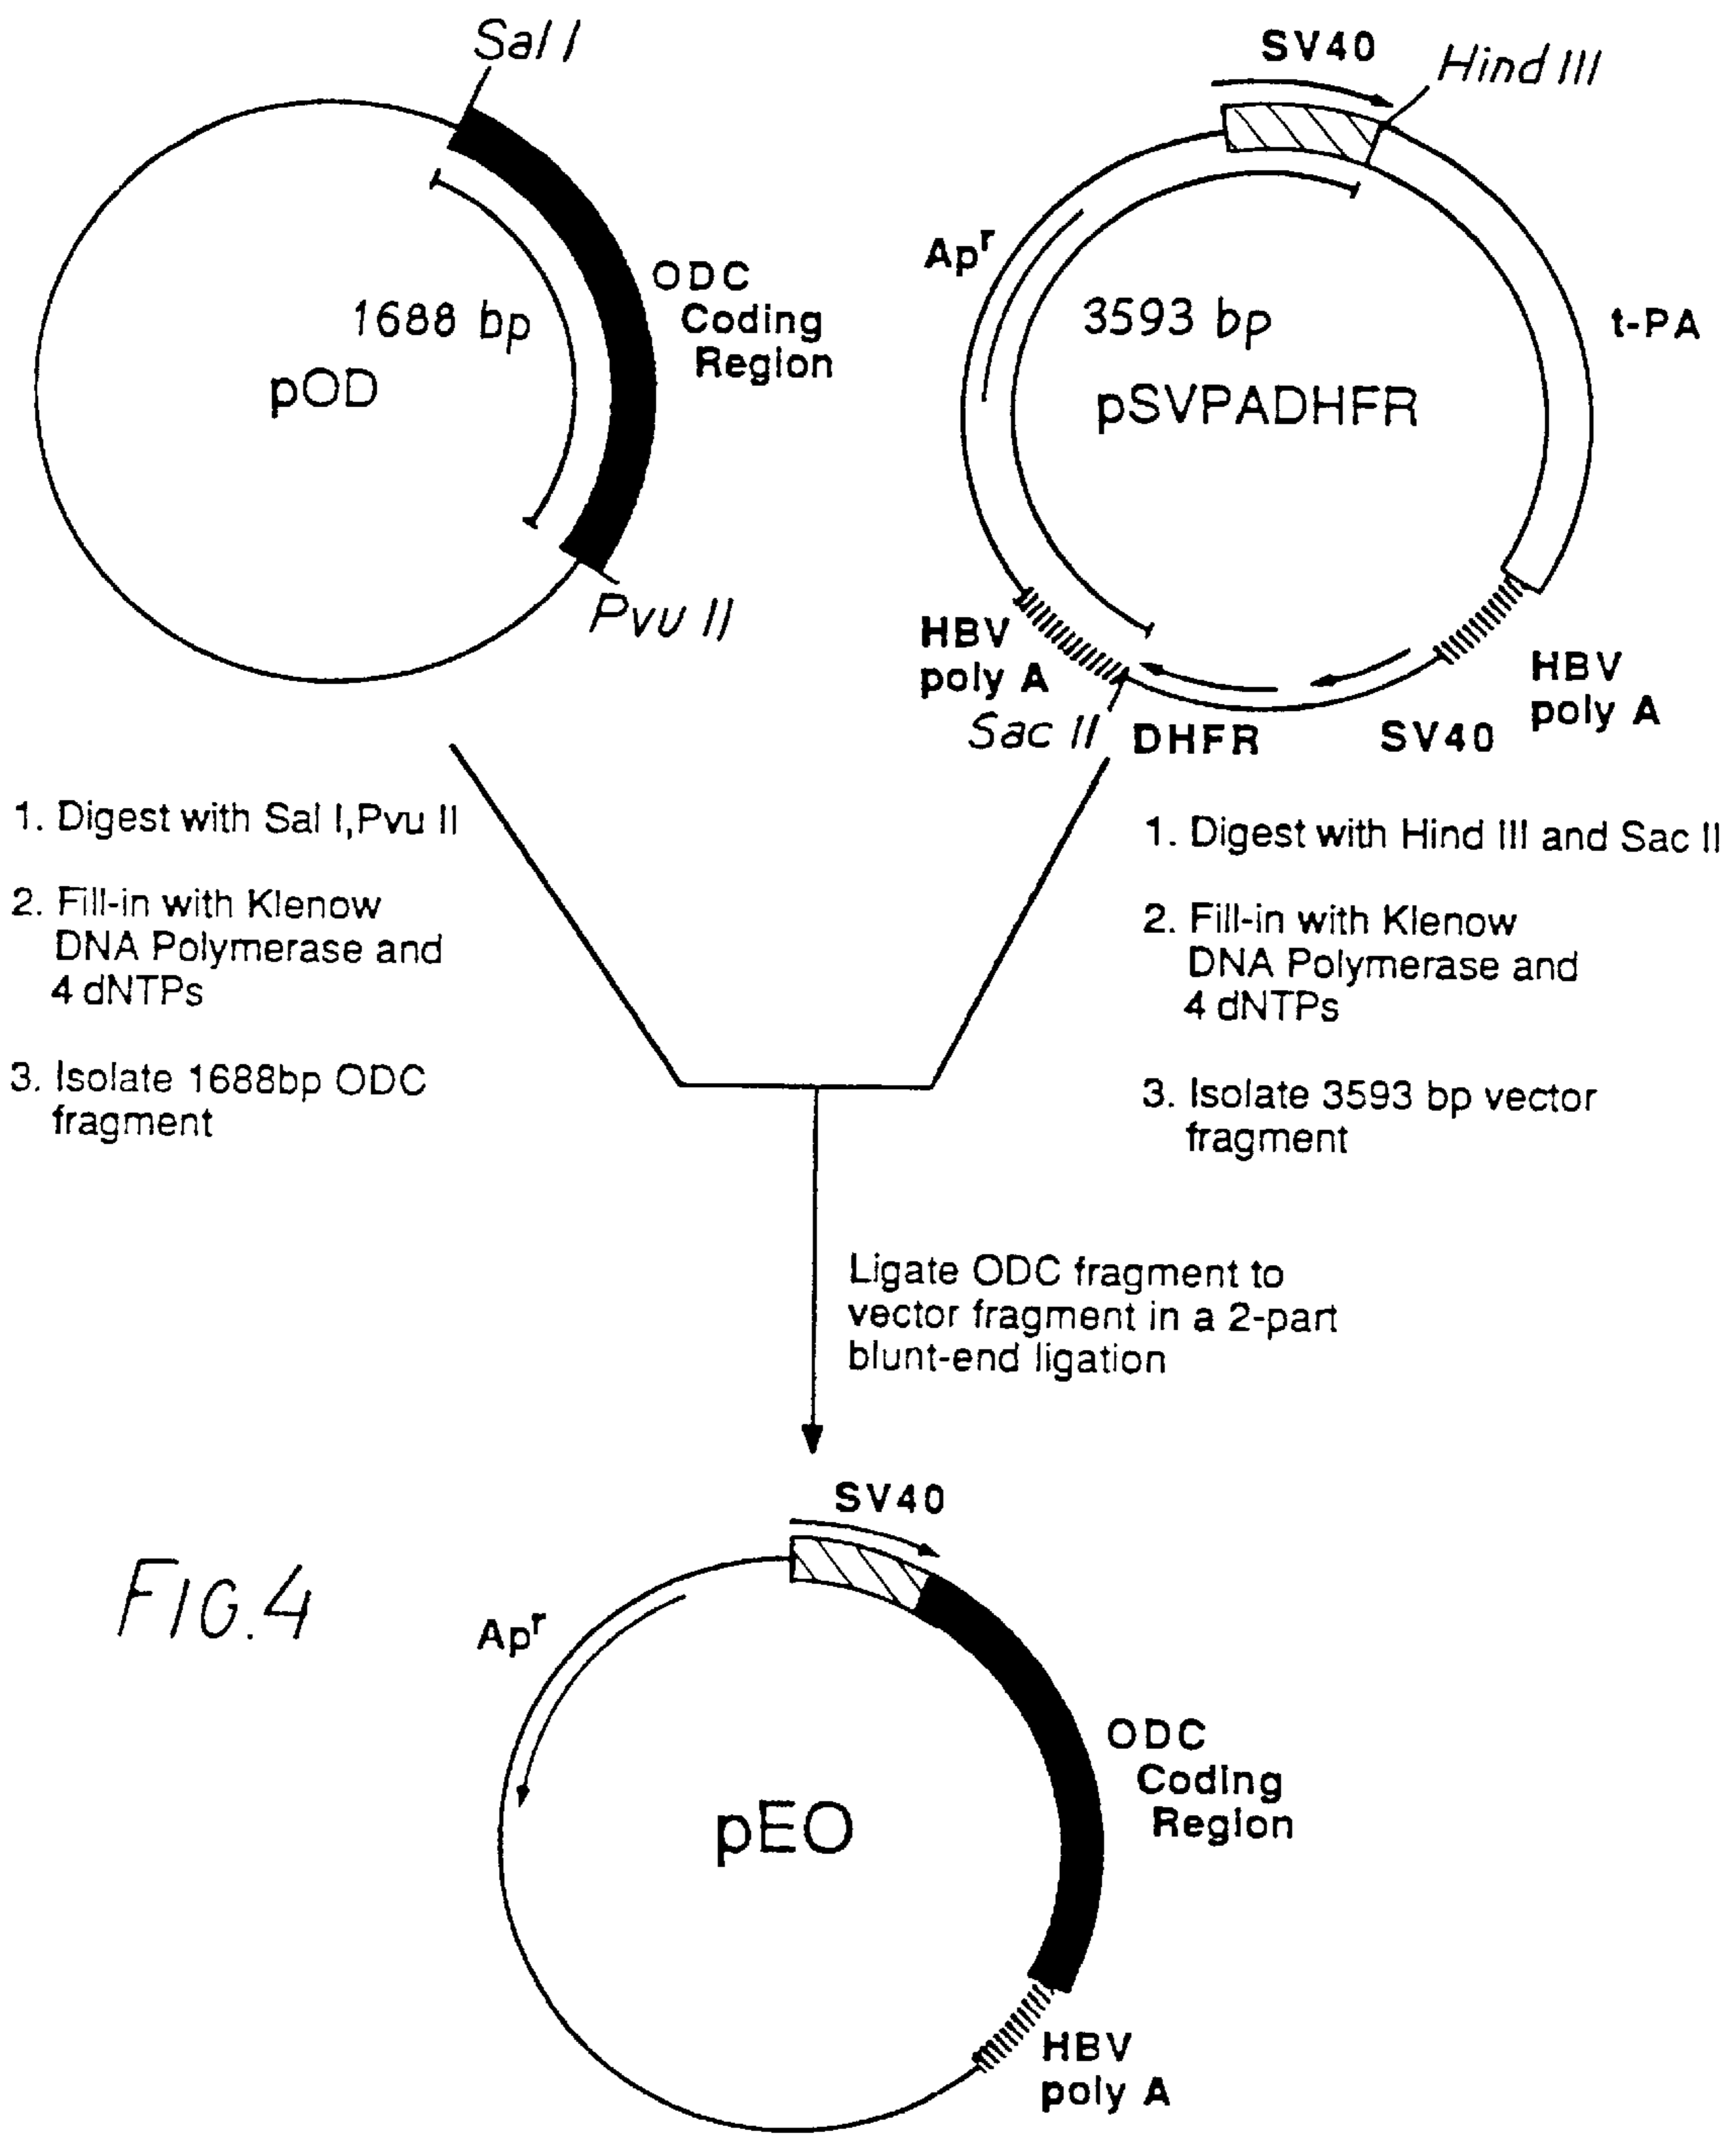 Sal I
ODC
Coding
Region
1688 bp
pOD
Pvu II
SV40
Hind III
Ap^r
3593 bp
pSVPADHFR
t-PA
HBV
poly A
Sac II
DHFR
SV40
HBV
poly A
1. Digest with Sal I,Pvu II
2. Fill-in with Klenow
DNA Polymerase and
4 dNTPs
3. Isolate 1688bp ODC
fragment
1. Digest with Hind III and Sac II
2. Fill-in with Klenow
DNA Polymerase and
4 dNTPs
3. Isolate 3593 bp vector
fragment
Ligate ODC fragment to
vector fragment in a 2-part
blunt-end ligation
FIG.4
SV40
Ap^r
pEO
ODC
Coding
Region
HBV
poly A